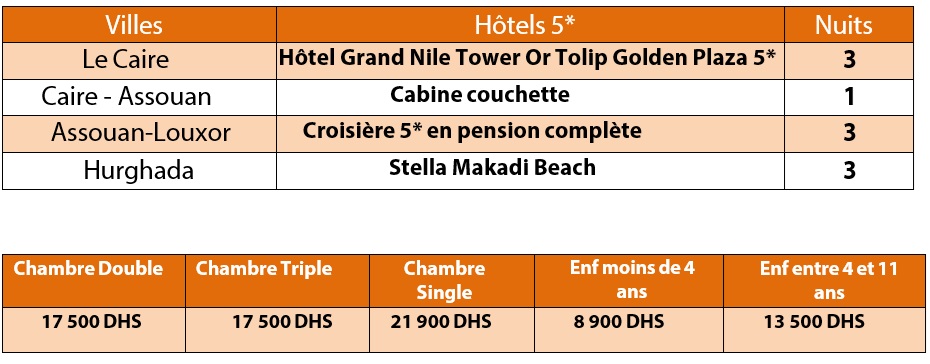 Villes Hôtels 5* Nuits
Le Caire Hôtel Grand Nile Tower Or Tolip Golden Plaza 5* 3
Caire - Assouan Cabine couchette 1
Assouan-Louxor Croisière 5* en pension complète 3
Hurghada Stella Makadi Beach 3
Chambre Double Chambre Triple Chambre Single Enf moins de 4 ans Enf entre 4 et 11 ans
17 500 DHS 17 500 DHS 21 900 DHS 8 900 DHS 13 500 DHS